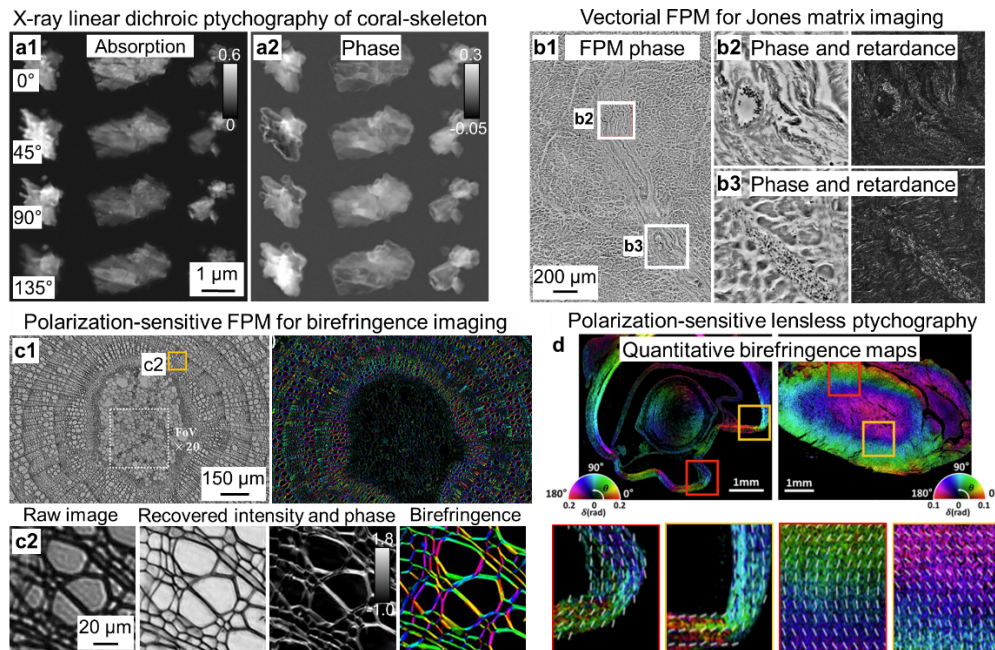 X-ray linear dichroic ptychography of coral-skeleton
a1 Absorption
0.6
0
0°
45°
90°
135°
1 μm
a2 Phase
0.3
-0.05
Vectorial FPM for Jones matrix imaging
b1 FPM phase
b2
b3
200 μm
b2 Phase and retardance
b3 Phase and retardance
Polarization-sensitive FPM for birefringence imaging
c1
c2
FoV
× 20
150 μm
Raw image
Recovered intensity and phase
Birefringence
c2
20 μm
1.8
-1.0
Polarization-sensitive lensless ptychography
d
Quantitative birefringence maps
90°
180°
θ
0°
0.2
δ(rad)
0.2
1mm
1mm
90°
180°
θ
0°
0.1
δ(rad)
0.1